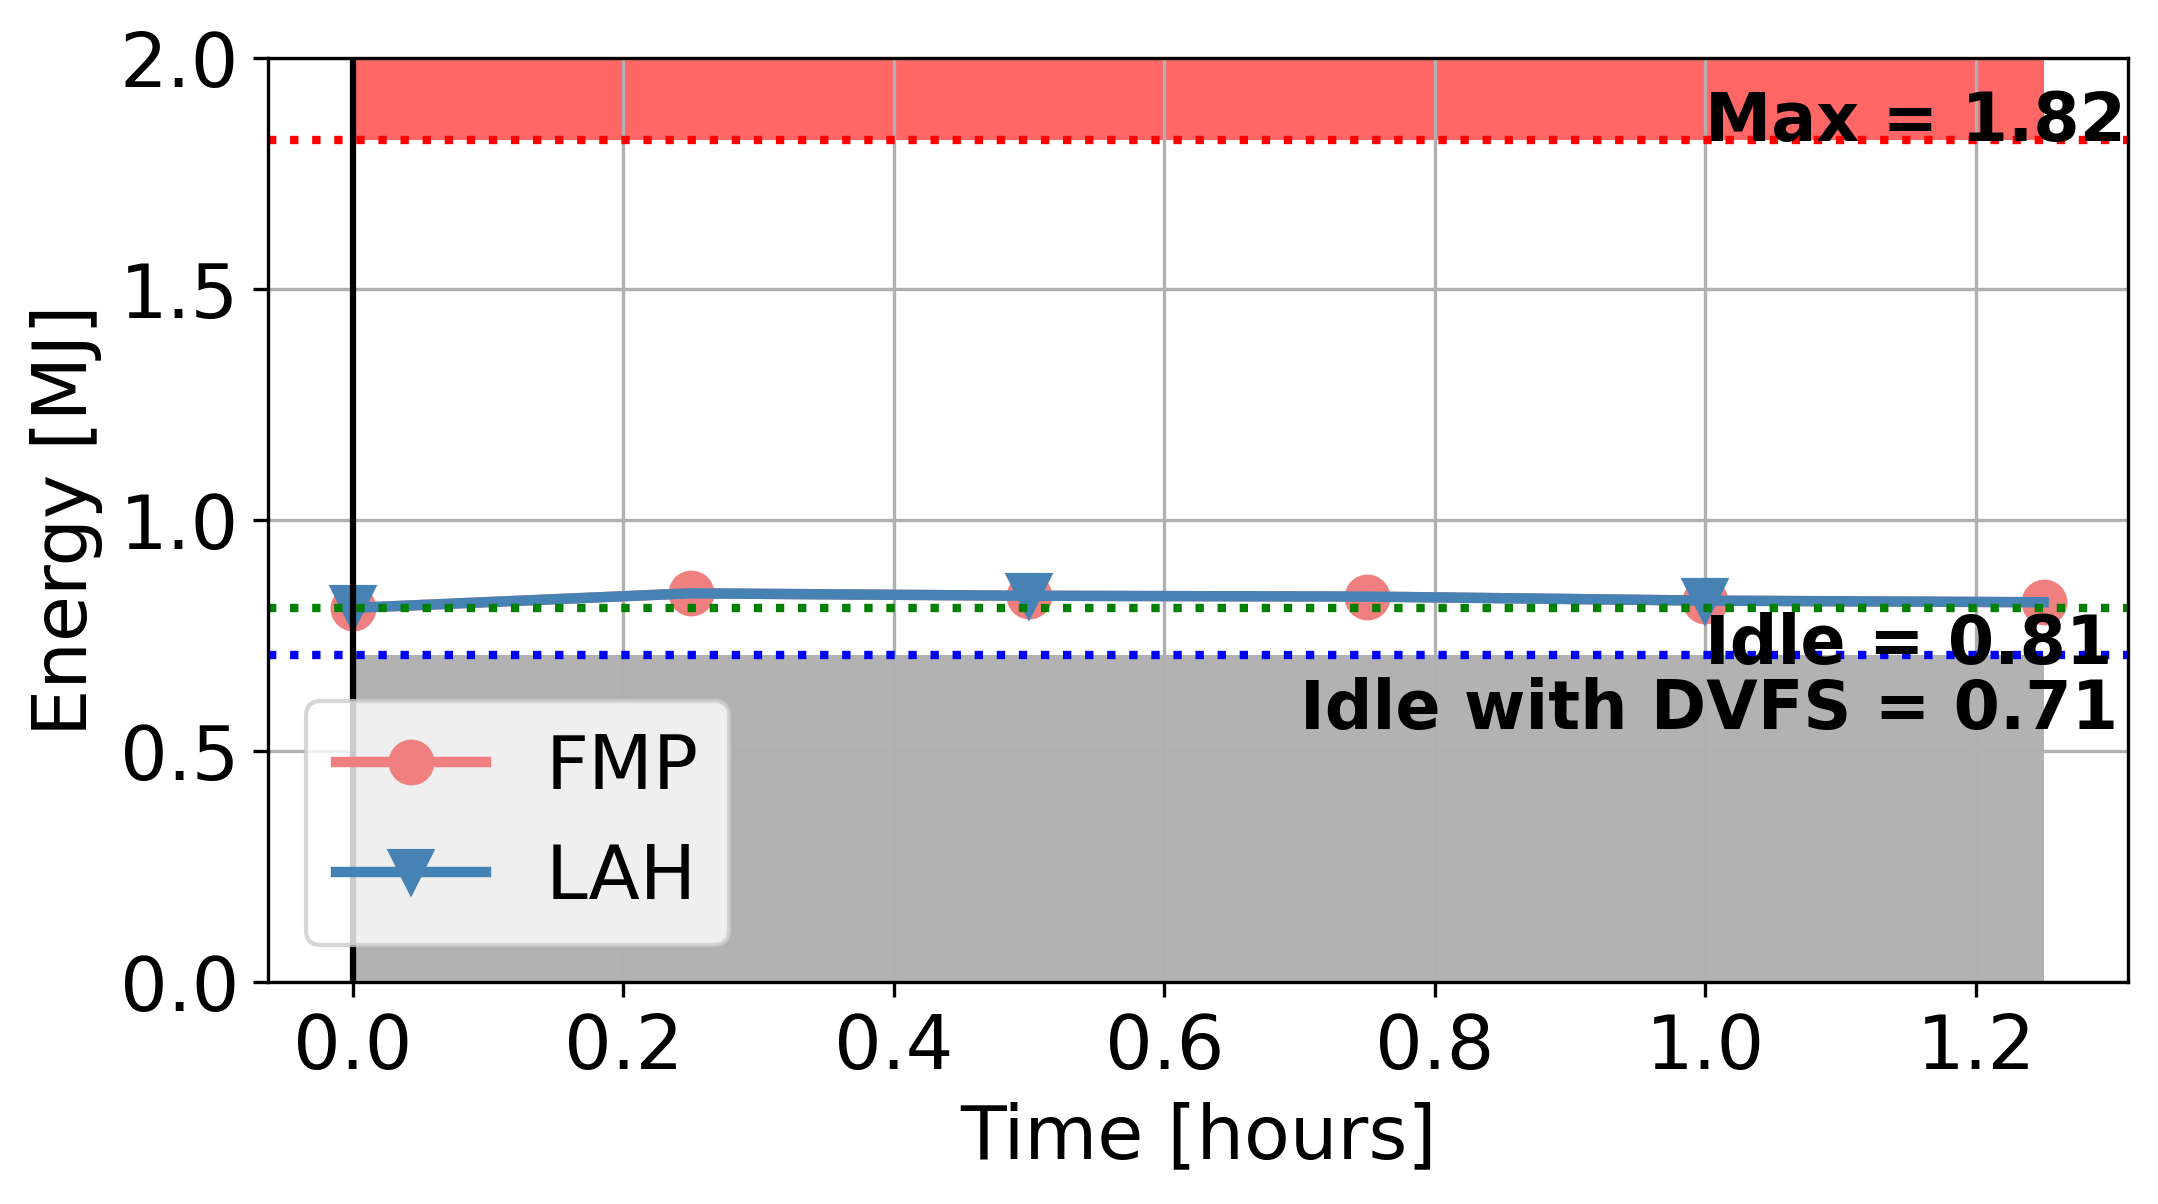 2.0
1.5
1.0
0.5
0.0
Energy [MJ]
Max = 1.82
Idle = 0.81
Idle with DVFS = 0.71
FMP
LAH
0.0 0.2 0.4 0.6 0.8 1.0 1.2
Time [hours]